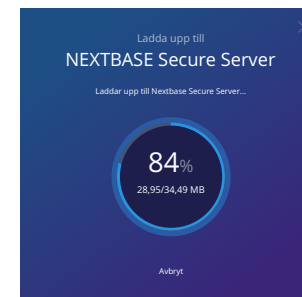 Ladda upp till
NEXTBASE Secure Server
Laddar upp till Nextbase Secure Server...
84%
28,95/34,49 MB
Avbryt